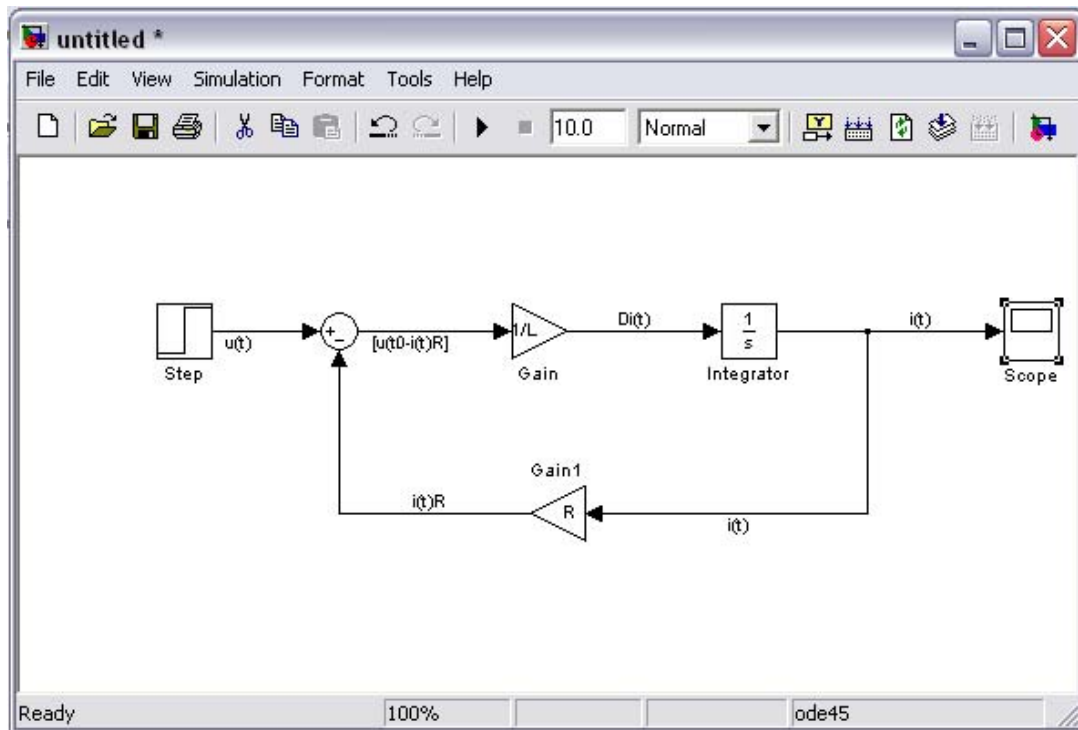 untitled *
File Edit View Simulation Format Tools Help
10.0 Normal
Y
u(t)
Step
+
-
[u(t0-i(t)R]
1/L
Gain
Di(t)
1
s
Integrator
i(t)
Scope
Gain1
R
i(t)R
i(t)
Ready 100% ode45